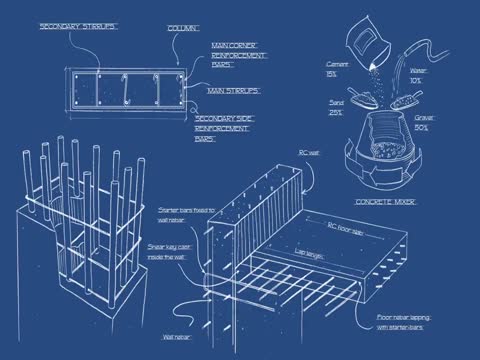 SECONDARY STIRRUPS
COLUMN
MAIN CORNER
REINFORCEMENT
BARS
MAIN STIRRUPS
SECONDARY SIDE
REINFORCEMENT
BARS
Cement
15%
Water
10%
Sand
25%
Gravel
50%
CONCRETE MIXER
RC wall
Starter bars fixed to
wall rebar
Shear key cast
inside the wall
Wall rebar
RC floor slab
Lap length
Floor rebar lapping
with starter bars